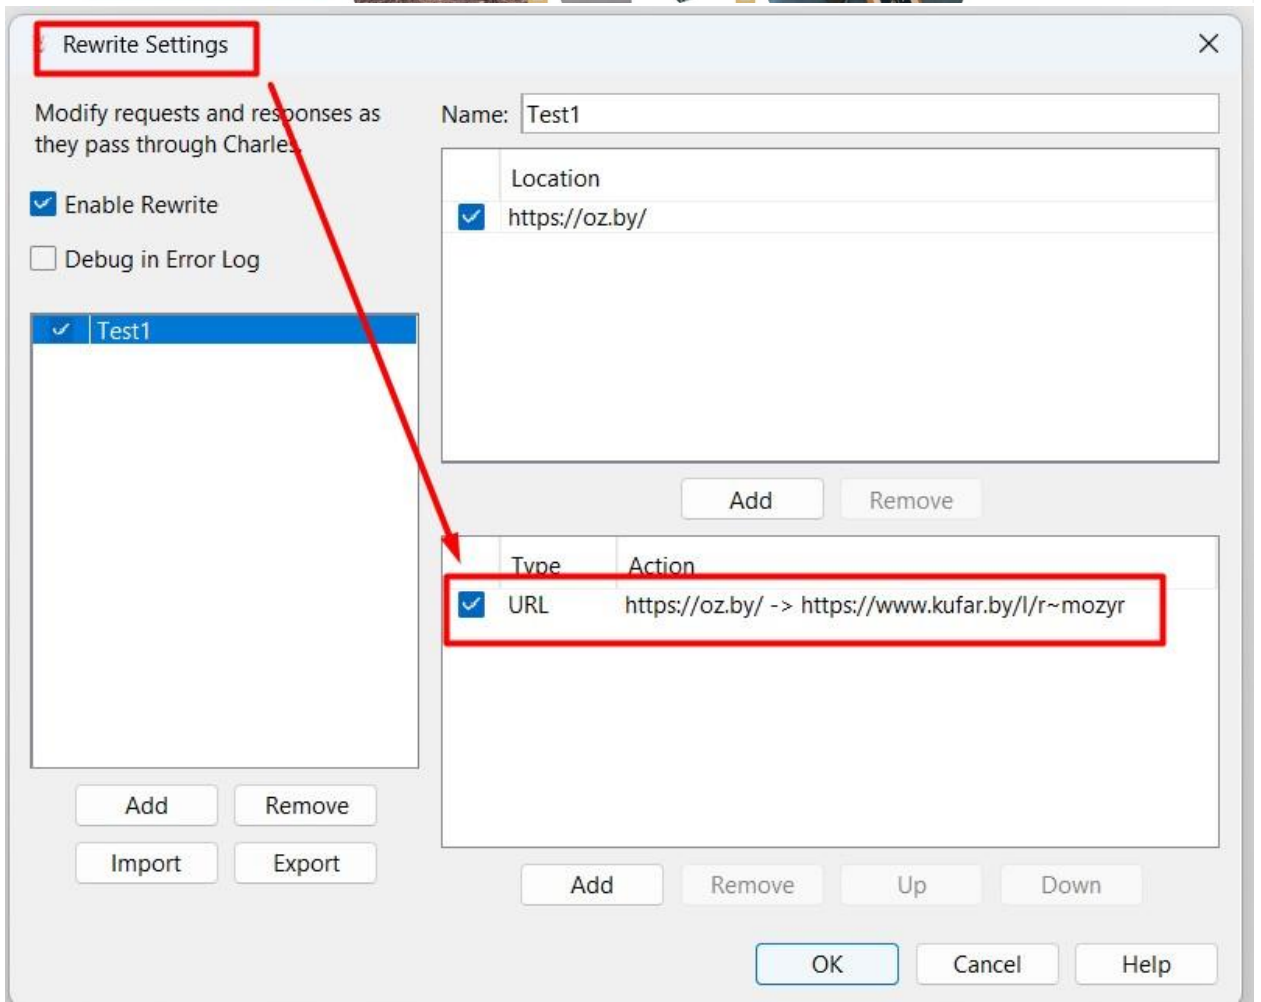 Rewrite Settings
Modify requests and responses as
they pass through Charles.
Enable Rewrite
Debug in Error Log
Test1
Add Remove
Import Export
Name: Test1
Location
https://oz.by/
Add Remove
Type Action
URL https://oz.by/ -> https://www.kufar.by/l/r~mozyr
Add Remove Up Down
OK Cancel Help